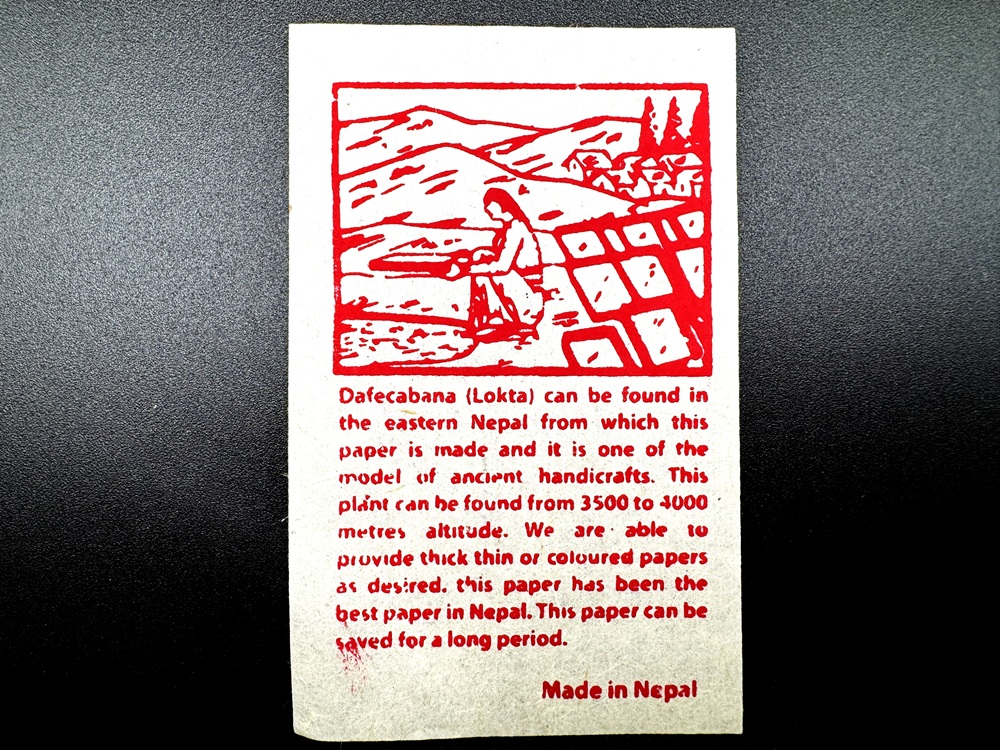 Dafecabana (Lokta) can be found in
the eastern Nepal from which this
paper is made and it is one of the
model of ancient handicrafts. This
plant can be found from 3500 to 4000
metres altitude. We are able to
provide thick thin or coloured papers
as desired. this paper has been the
best paper in Nepal. This paper can be
saved for a long period.
Made in Nepal